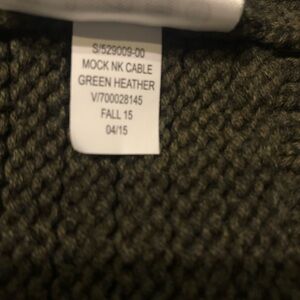 S/529009-00
MOCK NK CABLE
GREEN HEATHER
V/700028145
FALL 15
04/15